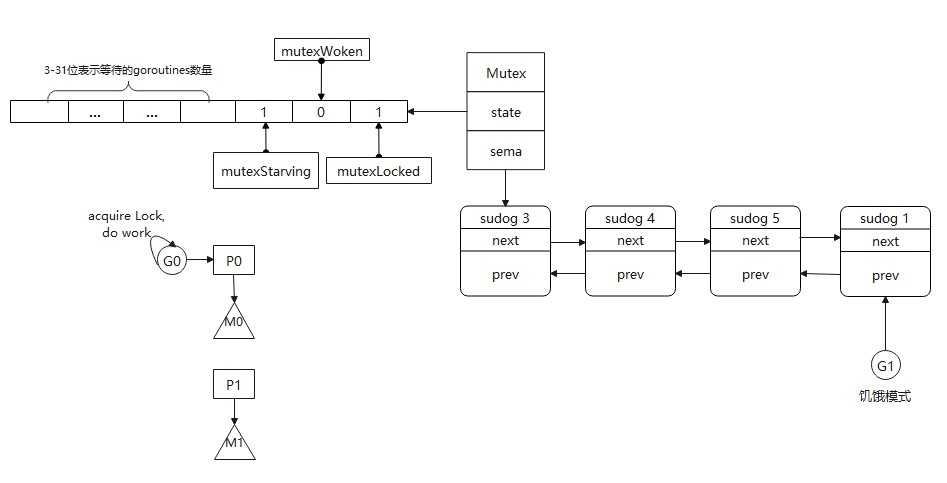 mutexWoken
3-31位表示等待的goroutines数量
Mutex
... ... 1 0 1
state
sema
mutexStarving
mutexLocked
acquire Lock,
do work
sudog 3 sudog 4 sudog 5 sudog 1
next next next next
prev prev prev prev
G0
P0
M0
G1
饥饿模式
P1
M1